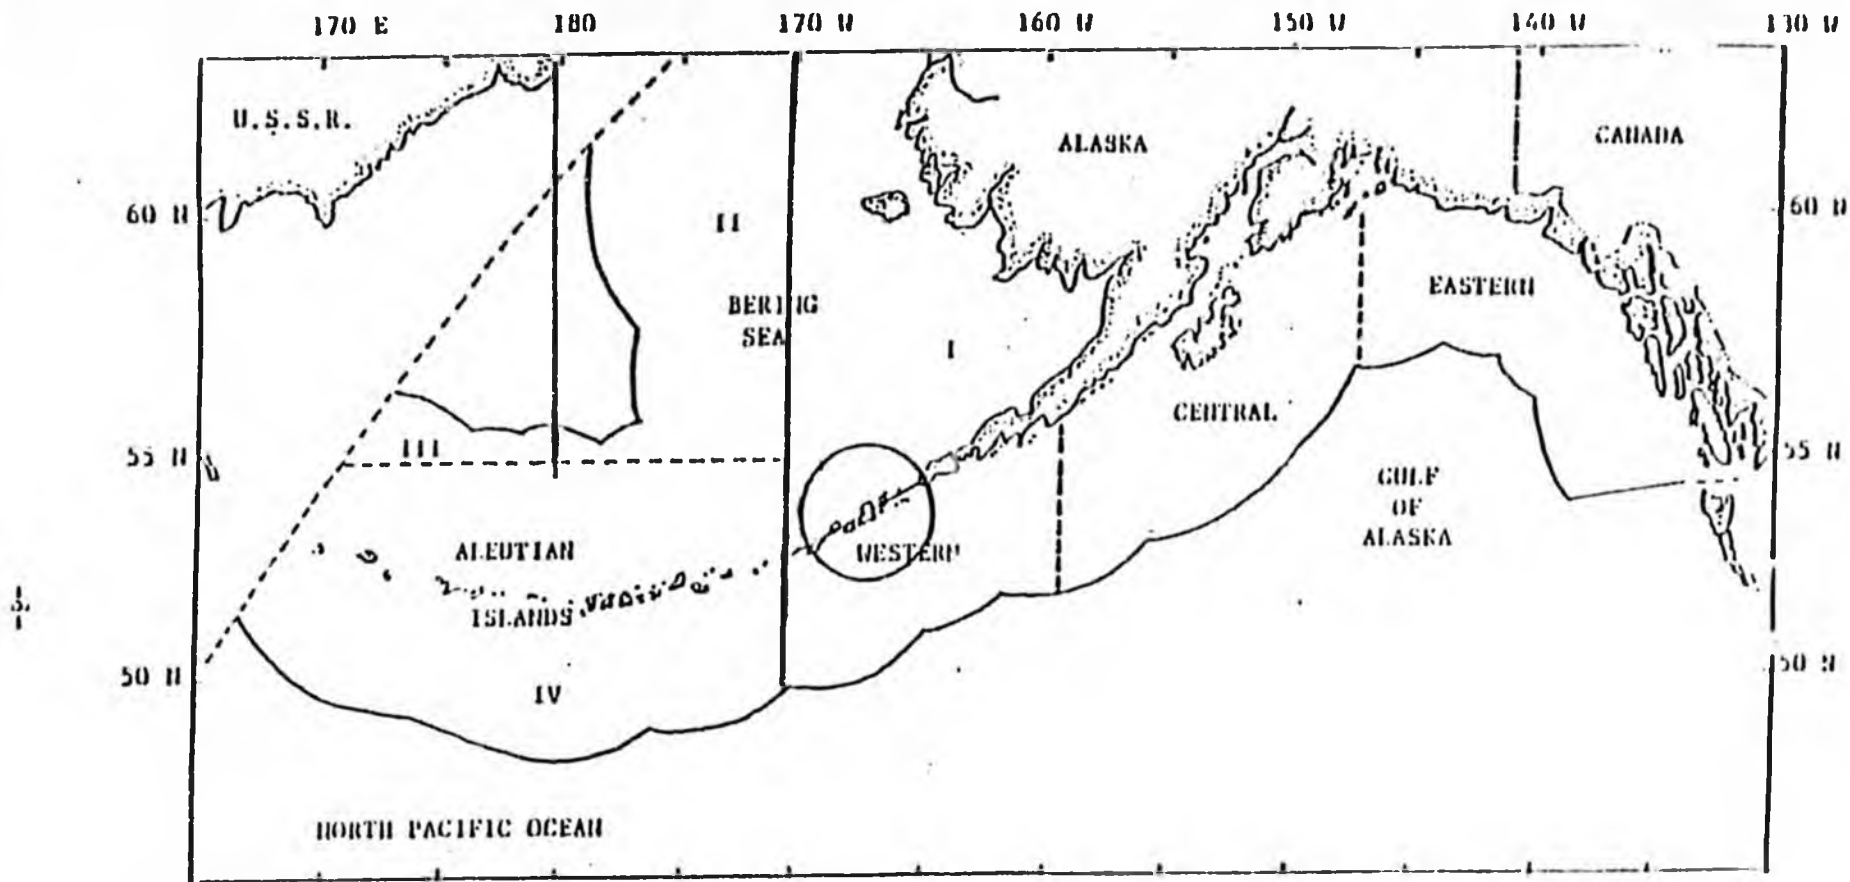 170 E 180 170 W 160 W 150 W 140 W 130 W
U.S.S.R.
ALASKA
CANADA
60 N
60 N
II
BERING
SEA
I
EASTERN
CENTRAL
III
55 N
55 N
GULF
OF
ALASKA
ALEUTIAN
ISLANDS
WESTERN
50 N
50 N
IV
NORTH PACIFIC OCEAN